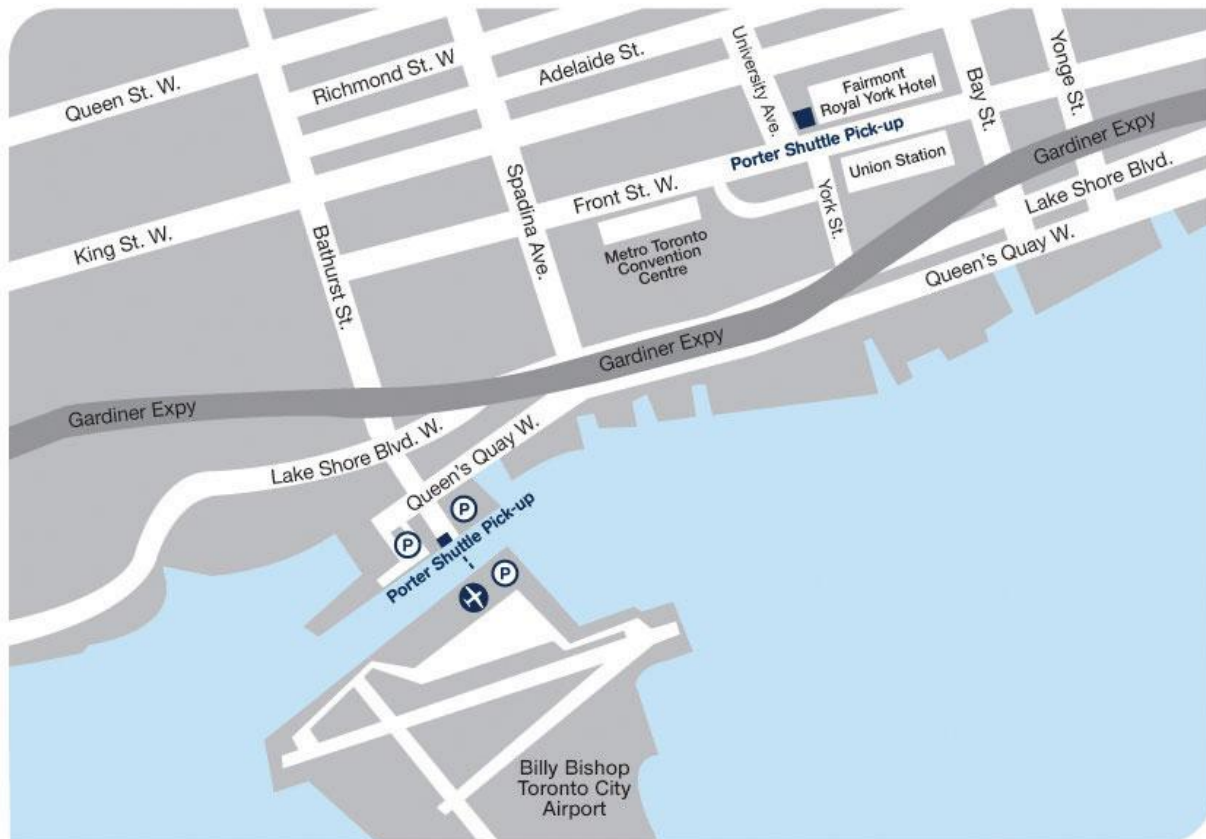 Queen St. W.
Richmond St. W
Adelaide St.
University Ave.
Fairmont
Royal York Hotel
Bay St.
Yonge St.
Porter Shuttle Pick-up
Union Station
Gardiner Expy
Lake Shore Blvd.
King St. W.
Bathurst St.
Spadina Ave.
Front St. W.
York St.
Metro Toronto
Convention
Centre
Queen's Quay W.
Gardiner Expy
Gardiner Expy
Lake Shore Blvd. W.
Queen's Quay W.
P
P
Porter Shuttle Pick-up
P
Billy Bishop
Toronto City
Airport